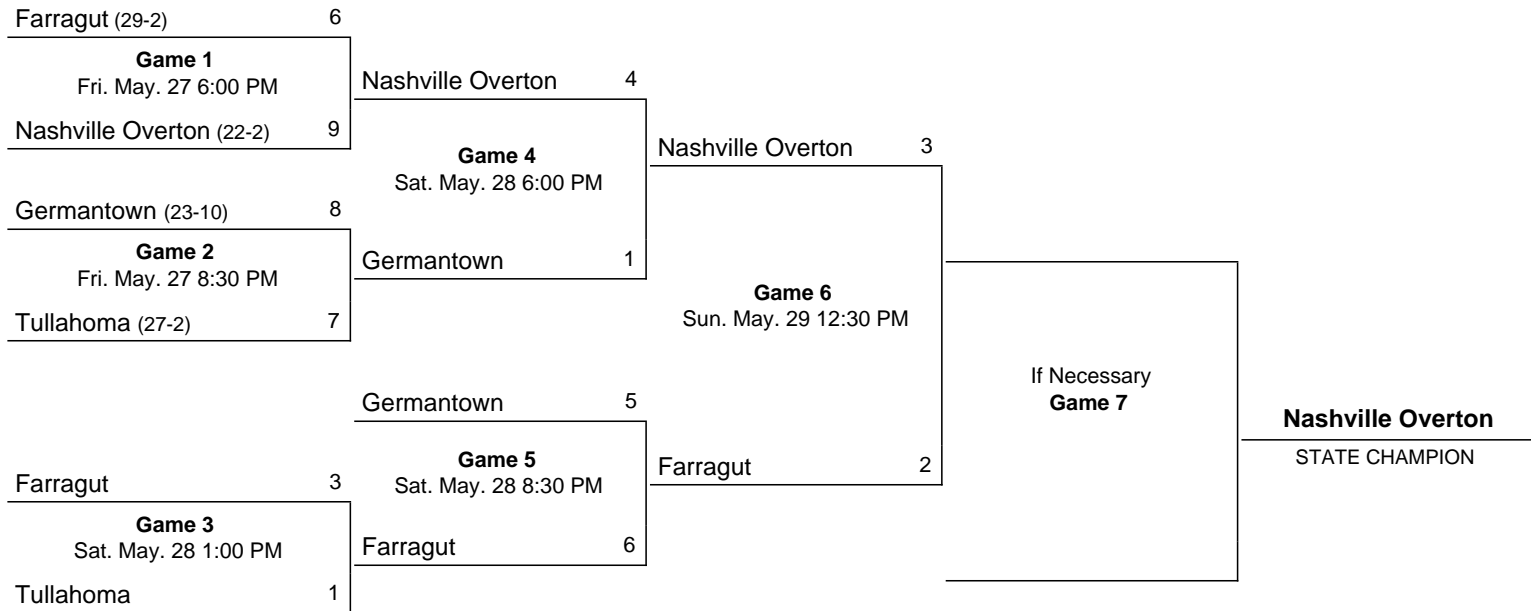 Farragut (29-2) 6
Game 1
Fri. May. 27 6:00 PM
Nashville Overton (22-2) 9
Germantown (23-10) 8
Game 2
Fri. May. 27 8:30 PM
Tullahoma (27-2) 7
Farragut 3
Game 3
Sat. May. 28 1:00 PM
Tullahoma 1
Nashville Overton 4
Game 4
Sat. May. 28 6:00 PM
Germantown 1
Germantown 5
Game 5
Sat. May. 28 8:30 PM
Farragut 6
Nashville Overton 3
Game 6
Sun. May. 29 12:30 PM
Farragut 2
If Necessary
Game 7
Nashville Overton
STATE CHAMPION